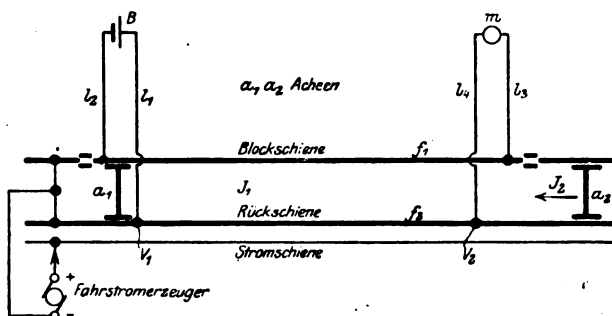 B
m
l₂
l₁
a₁ a₂ Achsen
l₄
l₃
Blockschiene
f₁
a₁
J₁
J₂
a₂
Rückschiene
f₂
V₁
Stromschiene
V₂
+
Fahrstromerzeuger
-